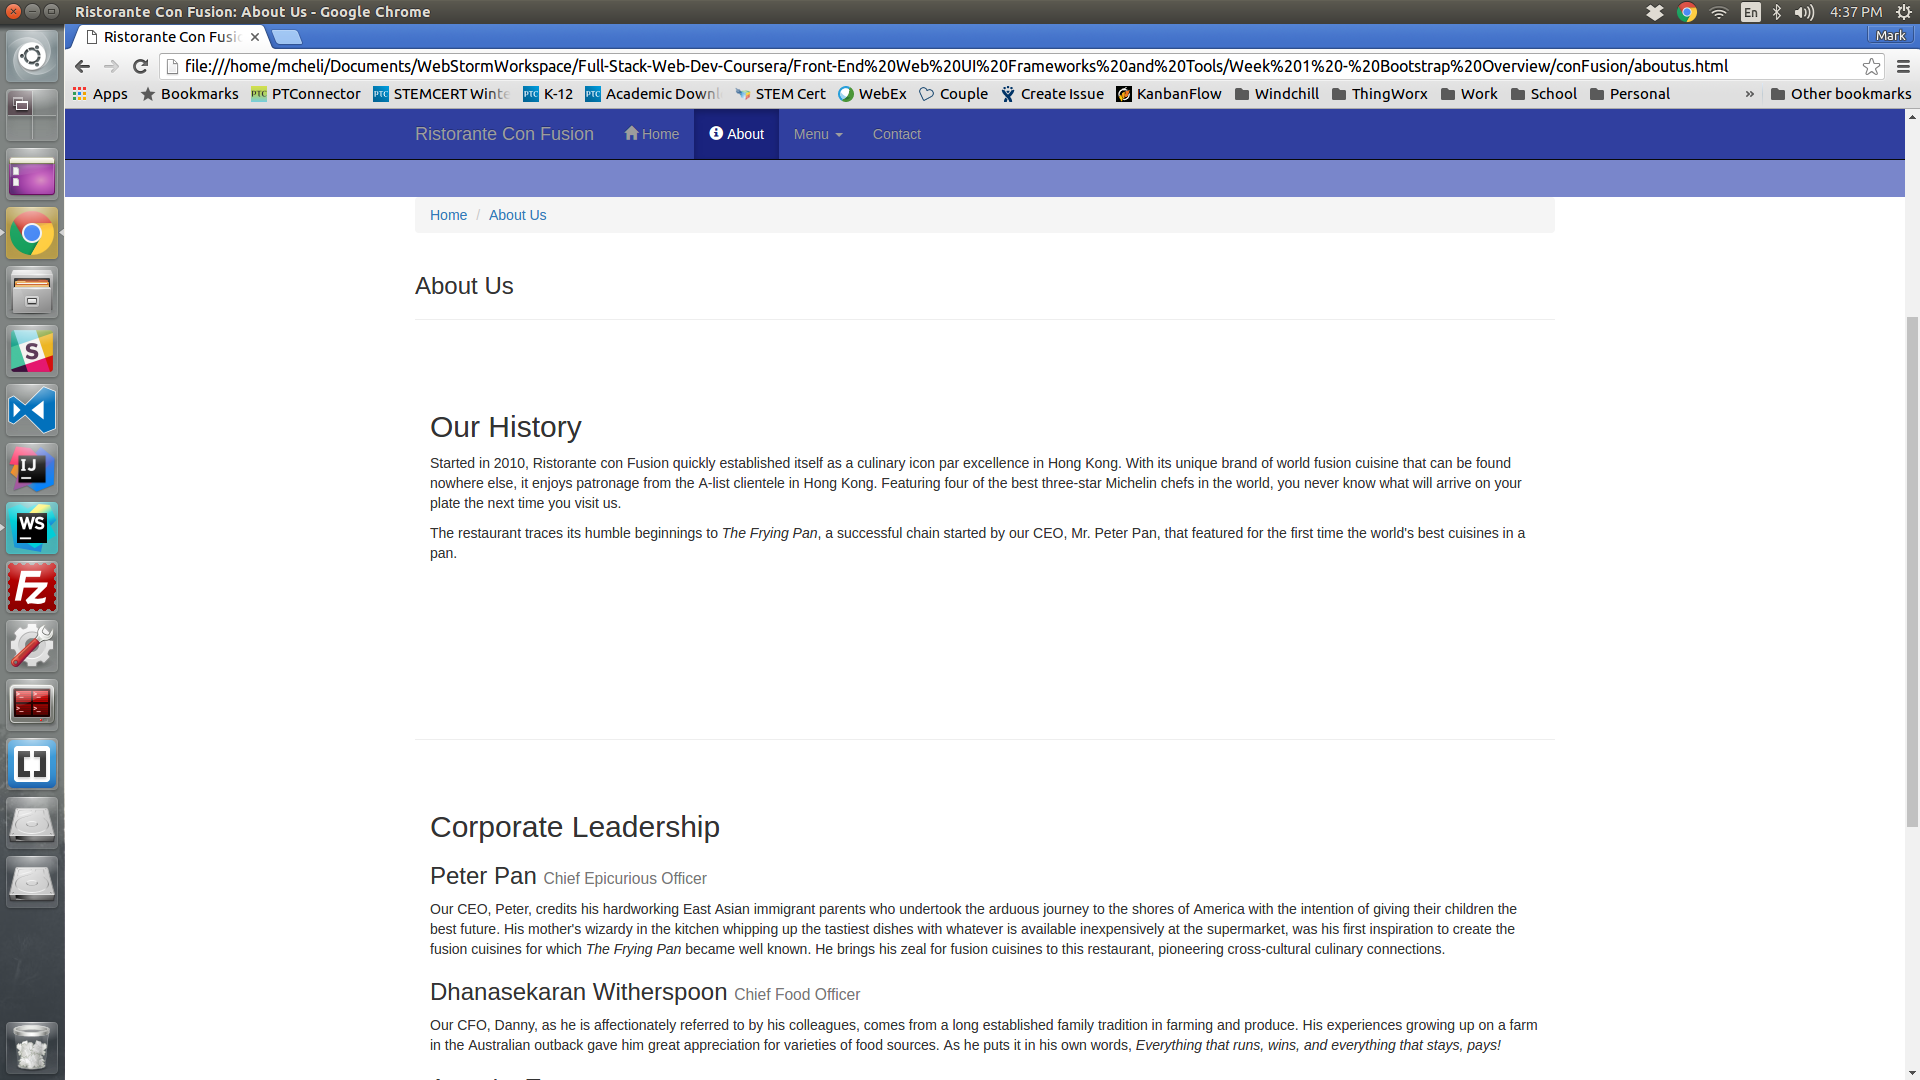 Ristorante Con Fusion: About Us - Google Chrome
En
4:37 PM
Ristorante Con Fusi
Mark
file:///home/mcheli/Documents/WebStormWorkspace/Full-Stack-Web-Dev-Coursera/Front-End%20Web%20UI%20Frameworks%20and%20Tools/Week%201%20-%20Bootstrap%20Overview/conFusion/aboutus.html
Apps Bookmarks PTC PTConnector PTC STEMCERT Winte PTC K-12 PTC Academic Downl STEM Cert WebEx Couple Create Issue KanbanFlow Windchill ThingWorx Work School Personal » Other bookmarks
Ristorante Con Fusion Home About Menu Contact
Home / About Us
About Us
Our History
Started in 2010, Ristorante con Fusion quickly established itself as a culinary icon par excellence in Hong Kong. With its unique brand of world fusion cuisine that can be found
nowhere else, it enjoys patronage from the A-list clientele in Hong Kong. Featuring four of the best three-star Michelin chefs in the world, you never know what will arrive on your
plate the next time you visit us.
The restaurant traces its humble beginnings to The Frying Pan, a successful chain started by our CEO, Mr. Peter Pan, that featured for the first time the world's best cuisines in a
pan.
Corporate Leadership
Peter Pan Chief Epicurious Officer
Our CEO, Peter, credits his hardworking East Asian immigrant parents who undertook the arduous journey to the shores of America with the intention of giving their children the
best future. His mother's wizardy in the kitchen whipping up the tastiest dishes with whatever is available inexpensively at the supermarket, was his first inspiration to create the
fusion cuisines for which The Frying Pan became well known. He brings his zeal for fusion cuisines to this restaurant, pioneering cross-cultural culinary connections.
Dhanasekaran Witherspoon Chief Food Officer
Our CFO, Danny, as he is affectionately referred to by his colleagues, comes from a long established family tradition in farming and produce. His experiences growing up on a farm
in the Australian outback gave him great appreciation for varieties of food sources. As he puts it in his own words, Everything that runs, wins, and everything that stays, pays!
S
IJ
WS
Fz